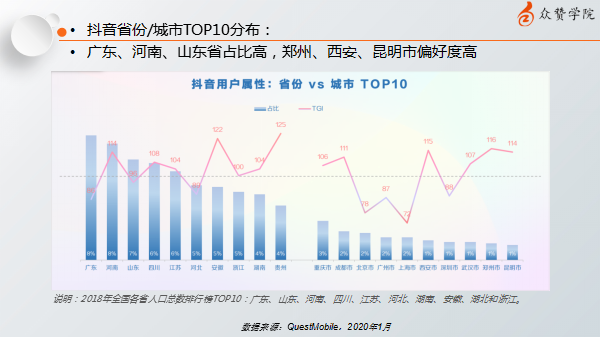 众赞学院
抖音省份/城市TOP10分布：
广东、河南、山东省占比高，郑州、西安、昆明市偏好度高
抖音用户属性：省份 vs 城市 TOP10
占比 TGI
122 125
113 108 104 100 104
106 111 78 87 72 115 88 107 116 114
8% 8% 7% 6% 6% 5% 5% 5% 4% 4% 3% 2% 2% 2% 2% 1% 1% 1% 1% 1%
广东 河南 山东 四川 江苏 河北 安徽 浙江 湖南 贵州 重庆市 成都市 北京市 广州市 上海市 西安市 深圳市 武汉市 郑州市 昆明市
说明：2018年全国各省人口总数排行榜TOP10：广东、山东、河南、四川、江苏、河北、湖南、安徽、湖北和浙江。
数据来源：QuestMobile，2020年1月